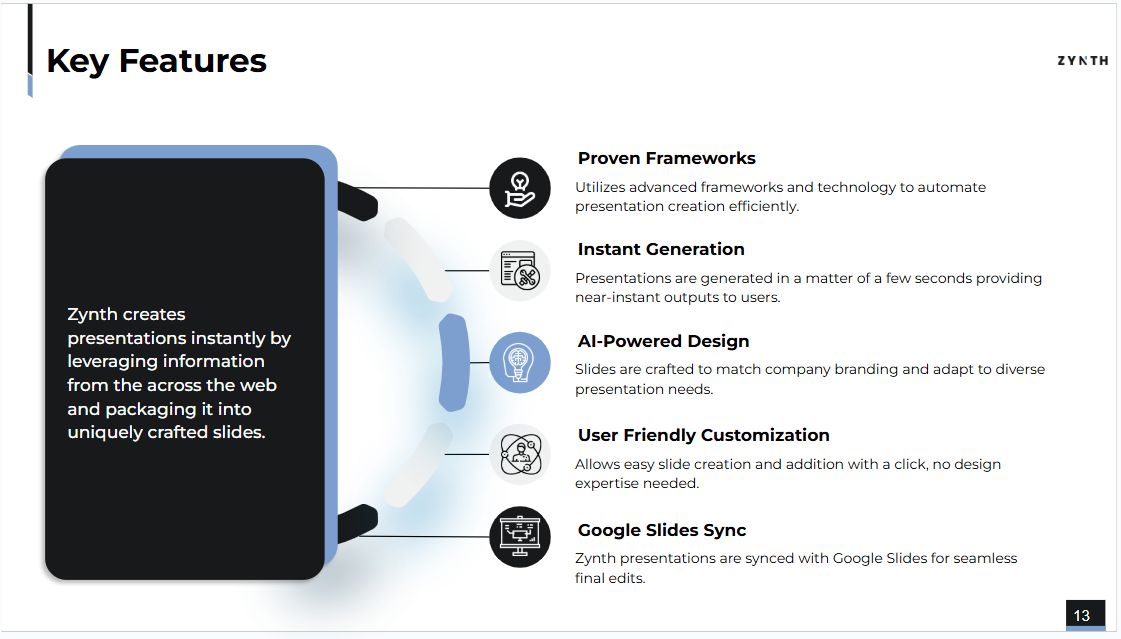 Key Features
ZYNTH
Zynth creates
presentations instantly by
leveraging information
from the across the web
and packaging it into
uniquely crafted slides.
Proven Frameworks
Utilizes advanced frameworks and technology to automate
presentation creation efficiently.
Instant Generation
Presentations are generated in a matter of a few seconds providing
near-instant outputs to users.
AI-Powered Design
Slides are crafted to match company branding and adapt to diverse
presentation needs.
User Friendly Customization
Allows easy slide creation and addition with a click, no design
expertise needed.
Google Slides Sync
Zynth presentations are synced with Google Slides for seamless
final edits.
13